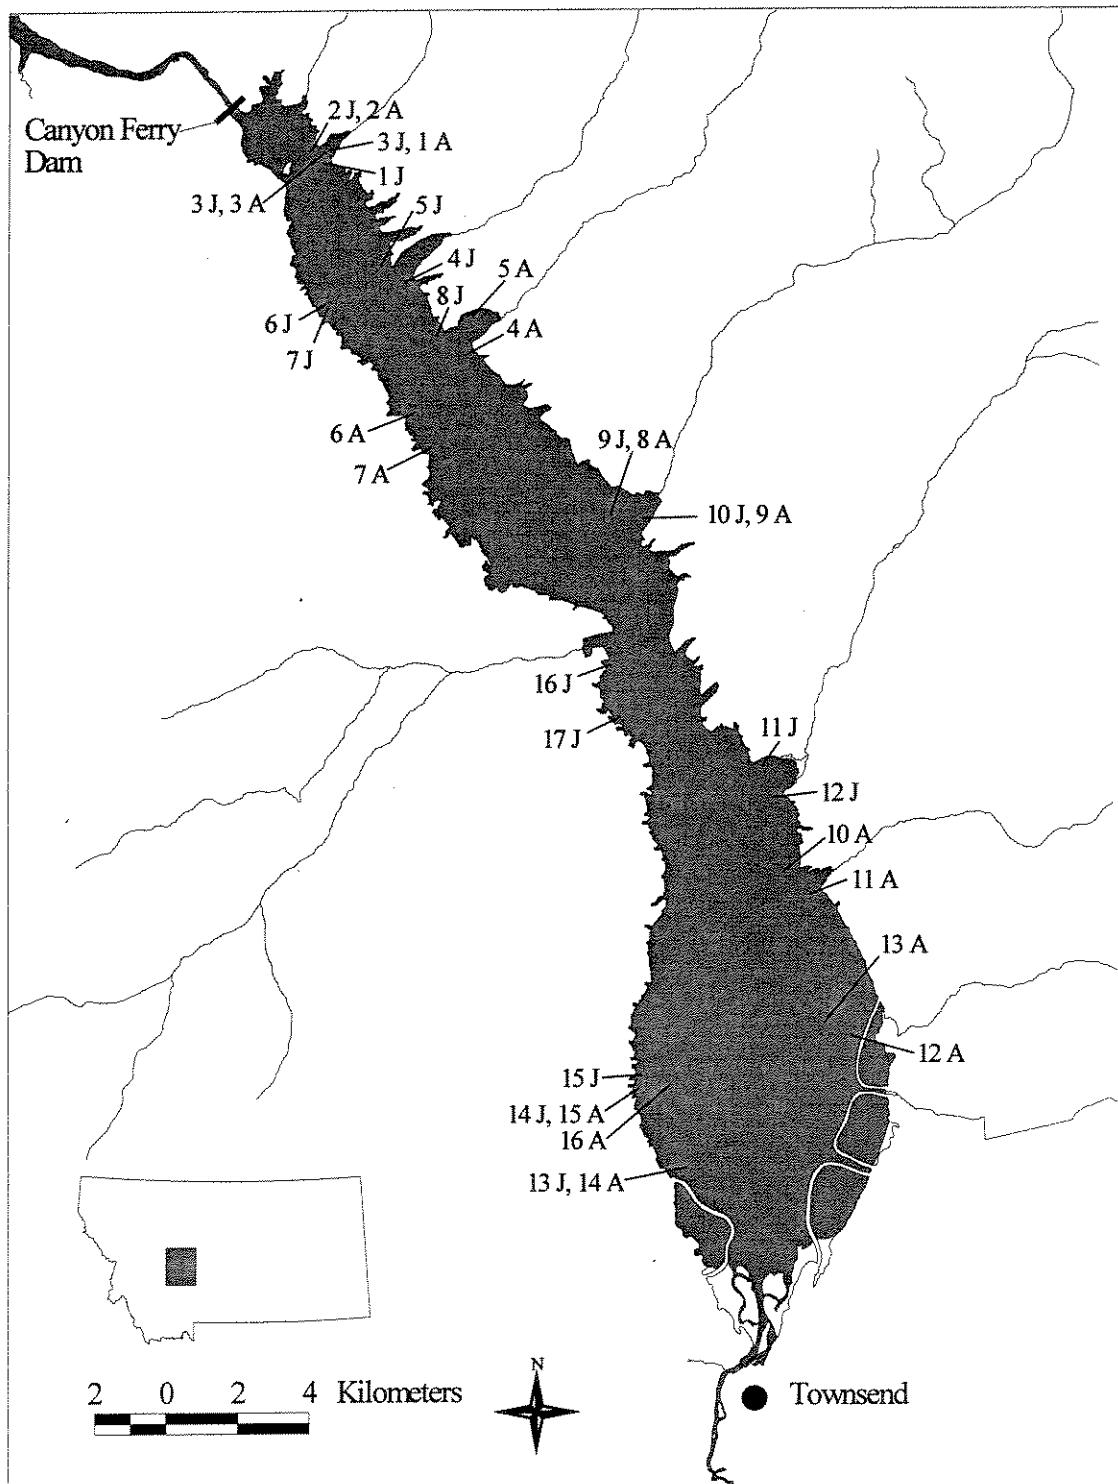 Canyon Ferry
Dam
2 J, 2 A
3 J, 1 A
1 J
3 J, 3 A
5 J
4 J
5 A
8 J
6 J
4 A
7 J
6 A
9 J, 8 A
7 A
10 J, 9 A
16 J
17 J
11 J
12 J
10 A
11 A
13 A
12 A
15 J
14 J, 15 A
16 A
13 J, 14 A
N
2 0 2 4 Kilometers
Townsend